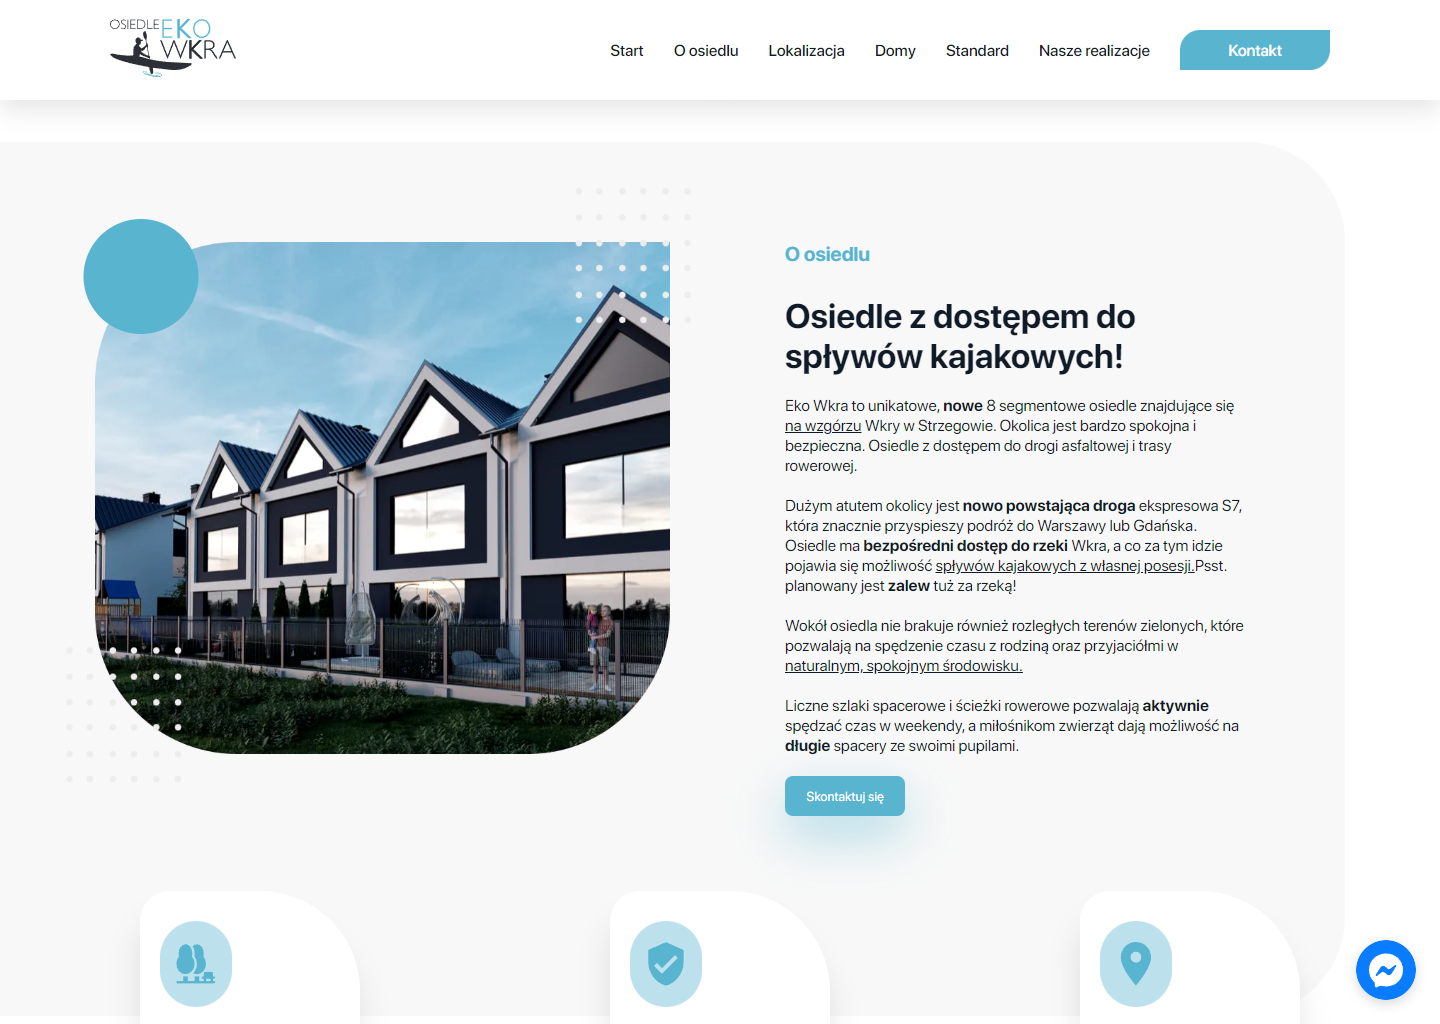 OSIEDLE EKO
WKRA
Start
O osiedlu
Lokalizacja
Domy
Standard
Nasze realizacje
Kontakt
O osiedlu
Osiedle z dostępem do
spływów kajakowych!
Eko Wkra to unikatowe, nowe 8 segmentowe osiedle znajdujące się
na wzgórzu Wkry w Strzegowie. Okolica jest bardzo spokojna i
bezpieczna. Osiedle z dostępem do drogi asfaltowej i trasy
rowerowej.
Dużym atutem okolicy jest nowo powstająca droga ekspresowa S7,
która znacznie przyspieszy podróż do Warszawy lub Gdańska.
Osiedle ma bezpośredni dostęp do rzeki Wkra, a co za tym idzie
pojawia się możliwość spływów kajakowych z własnej posesji.Psst.
planowany jest zalew tuż za rzeką!
Wokół osiedla nie brakuje również rozległych terenów zielonych, które
pozwalają na spędzenie czasu z rodziną oraz przyjaciółmi w
naturalnym, spokojnym środowisku.
Liczne szlaki spacerowe i ścieżki rowerowe pozwalają aktywnie
spędzać czas w weekendy, a miłośnikom zwierząt dają możliwość na
długie spacery ze swoimi pupilami.
Skontaktuj się